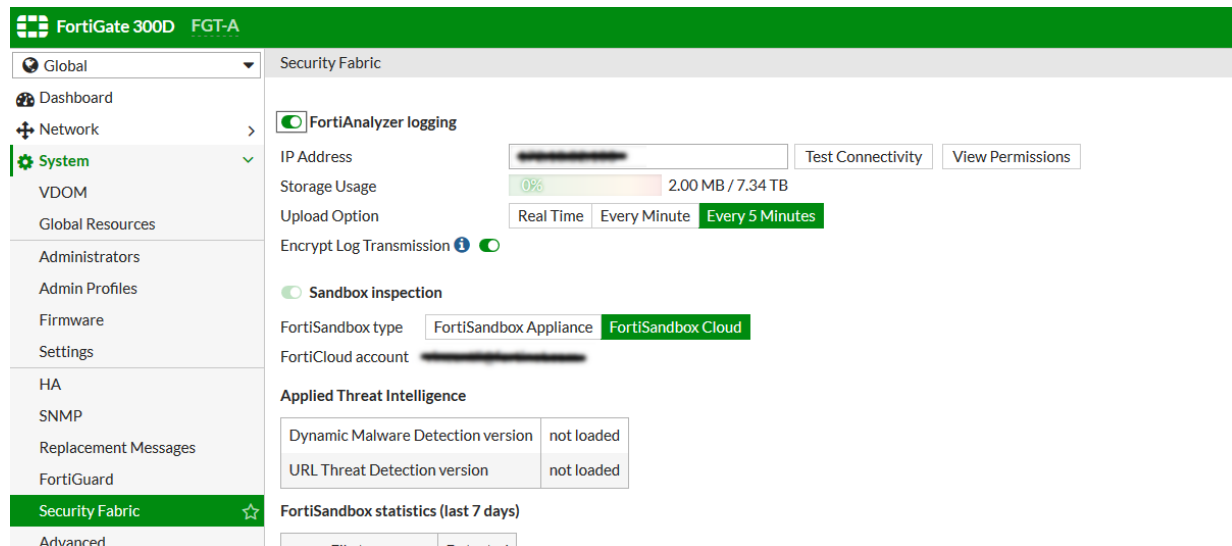 FortiGate 300D FGT-A
Global
Security Fabric
Dashboard
Network
System
VDOM
Global Resources
Administrators
Admin Profiles
Firmware
Settings
HA
SNMP
Replacement Messages
FortiGuard
Security Fabric
Advanced
FortiAnalyzer logging
IP Address
Test Connectivity
View Permissions
Storage Usage
0%
2.00 MB / 7.34 TB
Upload Option
Real Time
Every Minute
Every 5 Minutes
Encrypt Log Transmission
Sandbox inspection
FortiSandbox type
FortiSandbox Appliance
FortiSandbox Cloud
FortiCloud account
Applied Threat Intelligence
Dynamic Malware Detection version
not loaded
URL Threat Detection version
not loaded
FortiSandbox statistics (last 7 days)